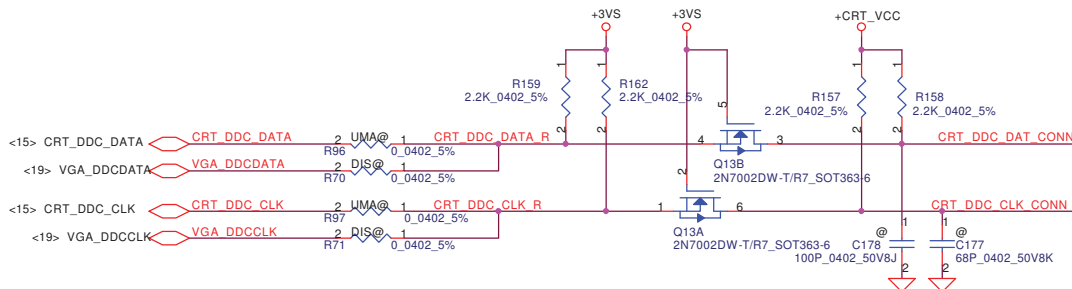 +3VS +3VS +CRT_VCC
1 1 1 1
R159 R162 R157 R158
2.2K_0402_5% 2.2K_0402_5% 2.2K_0402_5% 2.2K_0402_5%
5
2 2 2 2
<15> CRT_DDC_DATA CRT_DDC_DATA 2 UMA@ 1 CRT_DDC_DATA_R 4 3 CRT_DDC_DAT_CONN
R96 0_0402_5%
<19> VGA_DDCDATA VGA_DDCDATA 2 DIS@ 1 Q13B
R70 0_0402_5% 2N7002DW-T/R7_SOT363-6
2
<15> CRT_DDC_CLK CRT_DDC_CLK 2 UMA@ 1 CRT_DDC_CLK_R 1 6 CRT_DDC_CLK_CONN
R97 0_0402_5%
<19> VGA_DDCCLK VGA_DDCCLK 2 DIS@ 1 Q13A 1 1
R71 0_0402_5% 2N7002DW-T/R7_SOT363-6 @ @
C178 C177
100P_0402_50V8J 68P_0402_50V8K
2 2